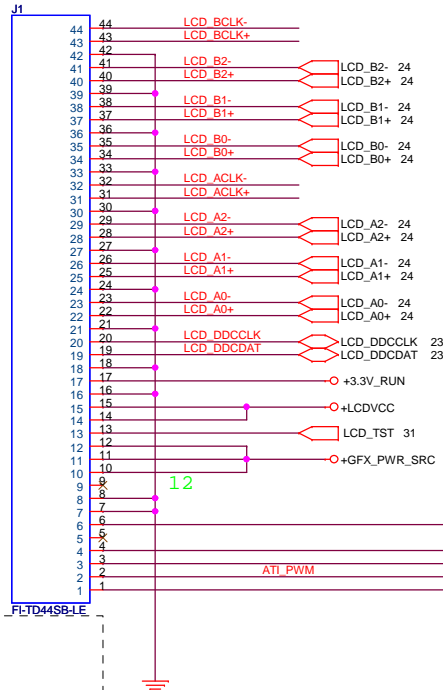 J1
44 44 LCD_BCLK-
43 43 LCD_BCLK+
42 42
41 41 LCD_B2- LCD_B2- 24
40 40 LCD_B2+ LCD_B2+ 24
39 39
38 38 LCD_B1- LCD_B1- 24
37 37 LCD_B1+ LCD_B1+ 24
36 36
35 35 LCD_B0- LCD_B0- 24
34 34 LCD_B0+ LCD_B0+ 24
33 33
32 32 LCD_ACLK-
31 31 LCD_ACLK+
30 30
29 29 LCD_A2- LCD_A2- 24
28 28 LCD_A2+ LCD_A2+ 24
27 27
26 26 LCD_A1- LCD_A1- 24
25 25 LCD_A1+ LCD_A1+ 24
24 24
23 23 LCD_A0- LCD_A0- 24
22 22 LCD_A0+ LCD_A0+ 24
21 21
20 20 LCD_DDCCLK LCD_DDCCLK 23
19 19 LCD_DDCDAT LCD_DDCDAT 23
18 18
17 17 +3.3V_RUN
16 16
15 15 +LCDVCC
14 14
13 13 LCD_TST 31
12 12
11 11 +GFX_PWR_SRC
10 10
9 9 12
8 8
7 7
6 6
5 5
4 4
3 3
2 2 ATI_PWM
1 1
FI-TD44SB-LE